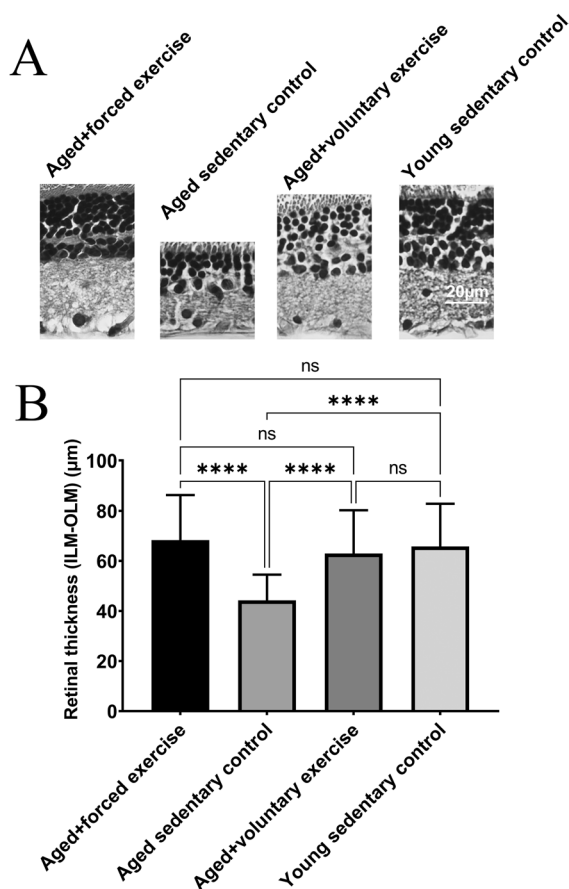 A
Aged+forced exercise
Aged sedentary control
Aged+voluntary exercise
Young sedentary control
20µm
B
ns
****
ns
****
****
ns
Retinal thickness (ILM-OLM) (µm)
100
80
60
40
20
0
Aged+forced exercise
Aged sedentary control
Aged+voluntary exercise
Young sedentary control